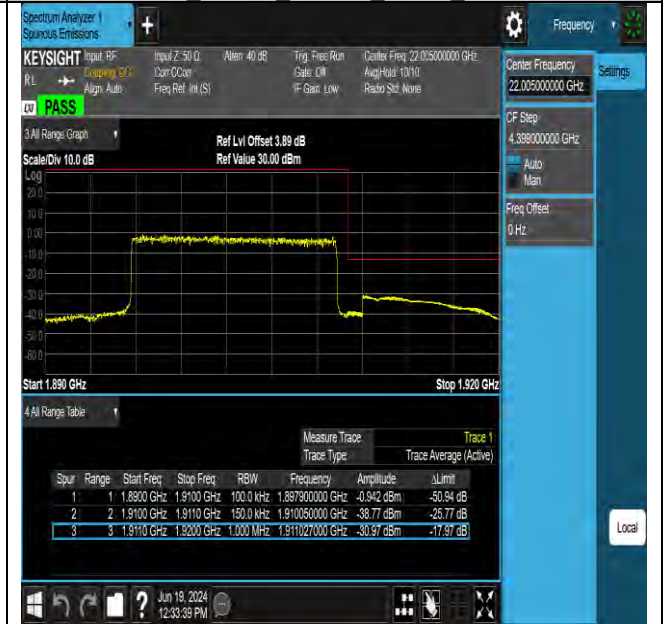 Spectrum Analyzer 1
Spurious Emissions
Frequency
KEYSIGHT
RL
Input: RF
Coupling: DC
Align: Auto
Input Z: 50 Ω
Corr CCorr
Freq Ref: Int (S)
Atten: 40 dB
Trig: Free Run
Gate: Off
IF Gain: Low
Center Freq: 22.005000000 GHz
Avg|Hold: 10/10
Radio Std: None
PASS
Center Frequency
22.005000000 GHz
Settings
CF Step
4.399000000 GHz
Auto
Man
Freq Offset
0 Hz
3 All Range Graph
Scale/Div 10.0 dB
Ref Lvl Offset 3.89 dB
Ref Value 30.00 dBm
Log
20.0
10.0
0.00
-10.0
-20.0
-30.0
-40.0
-50.0
-60.0
Start 1.890 GHz
Stop 1.920 GHz
4 All Range Table
Measure Trace Trace 1
Trace Type Trace Average (Active)
Spur Range Start Freq Stop Freq RBW Frequency Amplitude ΔLimit
1 1 1.8900 GHz 1.9100 GHz 100.0 kHz 1.897900000 GHz -0.942 dBm -50.94 dB
2 2 1.9100 GHz 1.9110 GHz 150.0 kHz 1.910050000 GHz -38.77 dBm -25.77 dB
3 3 1.9110 GHz 1.9200 GHz 1.000 MHz 1.911027000 GHz -30.97 dBm -17.97 dB
Local
?
Jun 19, 2024
12:33:39 PM